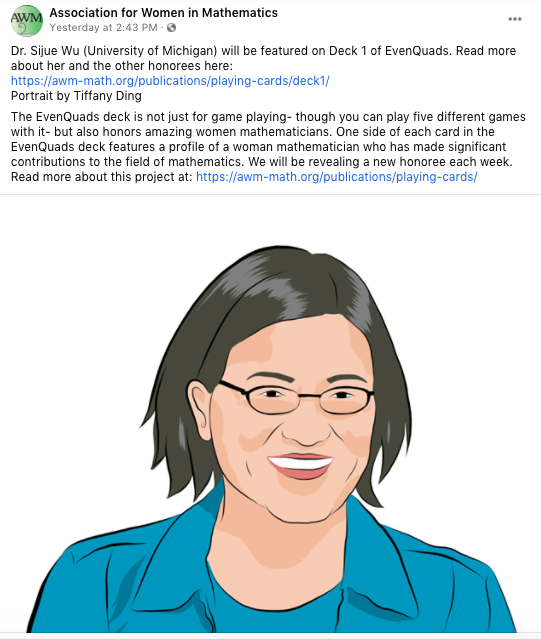 AWM
Association for Women in Mathematics
Yesterday at 2:43 PM ·
Dr. Sijue Wu (University of Michigan) will be featured on Deck 1 of EvenQuads. Read more
about her and the other honorees here:
https://awm-math.org/publications/playing-cards/deck1/
Portrait by Tiffany Ding
The EvenQuads deck is not just for game playing- though you can play five different games
with it- but also honors amazing women mathematicians. One side of each card in the
EvenQuads deck features a profile of a woman mathematician who has made significant
contributions to the field of mathematics. We will be revealing a new honoree each week.
Read more about this project at: https://awm-math.org/publications/playing-cards/